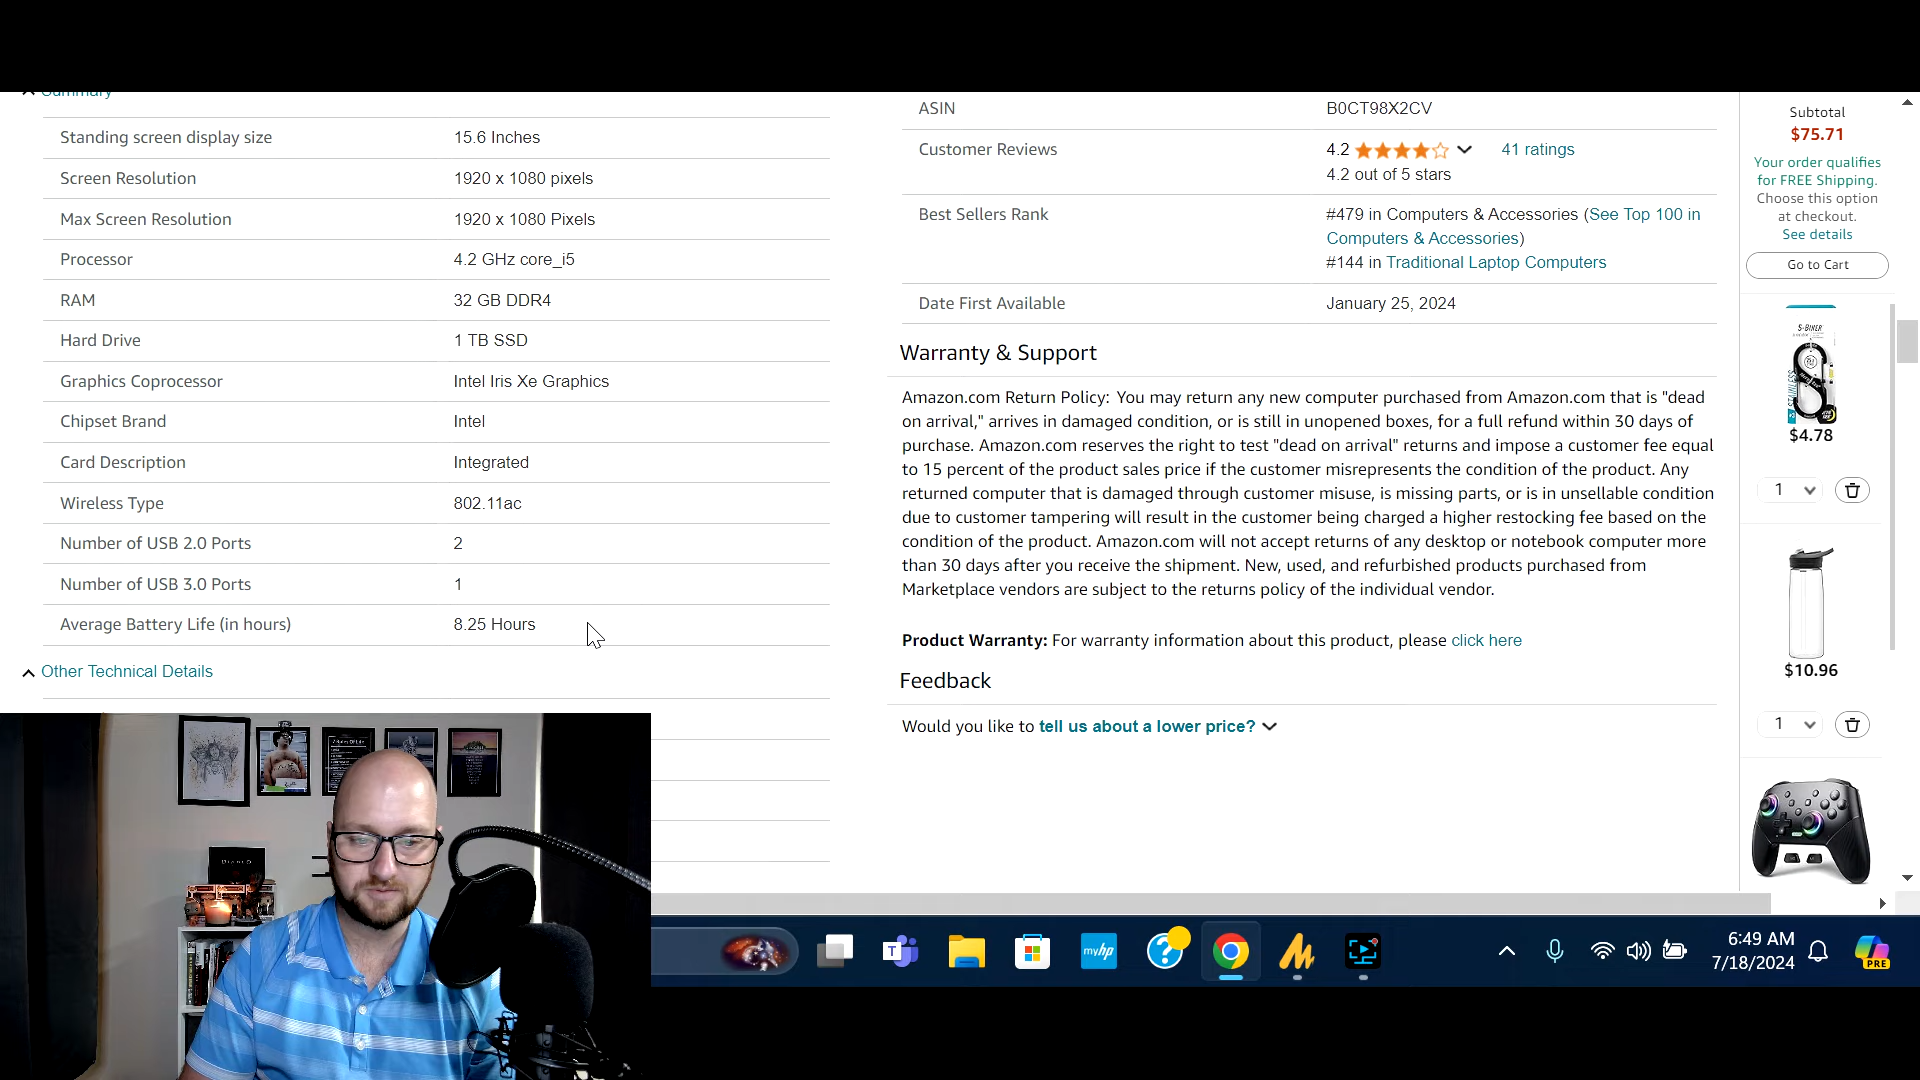 Summary
Standing screen display size 15.6 Inches
Screen Resolution 1920 x 1080 pixels
Max Screen Resolution 1920 x 1080 Pixels
Processor 4.2 GHz core_i5
RAM 32 GB DDR4
Hard Drive 1 TB SSD
Graphics Coprocessor Intel Iris Xe Graphics
Chipset Brand Intel
Card Description Integrated
Wireless Type 802.11ac
Number of USB 2.0 Ports 2
Number of USB 3.0 Ports 1
Average Battery Life (in hours) 8.25 Hours
Other Technical Details
ASIN B0CT98X2CV
Customer Reviews 4.2 41 ratings
4.2 out of 5 stars
Best Sellers Rank #479 in Computers & Accessories (See Top 100 in
Computers & Accessories)
#144 in Traditional Laptop Computers
Date First Available January 25, 2024
Warranty & Support
Amazon.com Return Policy: You may return any new computer purchased from Amazon.com that is "dead
on arrival," arrives in damaged condition, or is still in unopened boxes, for a full refund within 30 days of
purchase. Amazon.com reserves the right to test "dead on arrival" returns and impose a customer fee equal
to 15 percent of the product sales price if the customer misrepresents the condition of the product. Any
returned computer that is damaged through customer misuse, is missing parts, or is in unsellable condition
due to customer tampering will result in the customer being charged a higher restocking fee based on the
condition of the product. Amazon.com will not accept returns of any desktop or notebook computer more
than 30 days after you receive the shipment. New, used, and refurbished products purchased from
Marketplace vendors are subject to the returns policy of the individual vendor.
Product Warranty: For warranty information about this product, please click here
Feedback
Would you like to tell us about a lower price?
Subtotal
$75.71
Your order qualifies
for FREE Shipping.
Choose this option
at checkout.
See details
Go to Cart
S-BINER
$4.78
1
$10.96
1
DIABLO
T
myhp
?
6:49 AM
7/18/2024
PRE